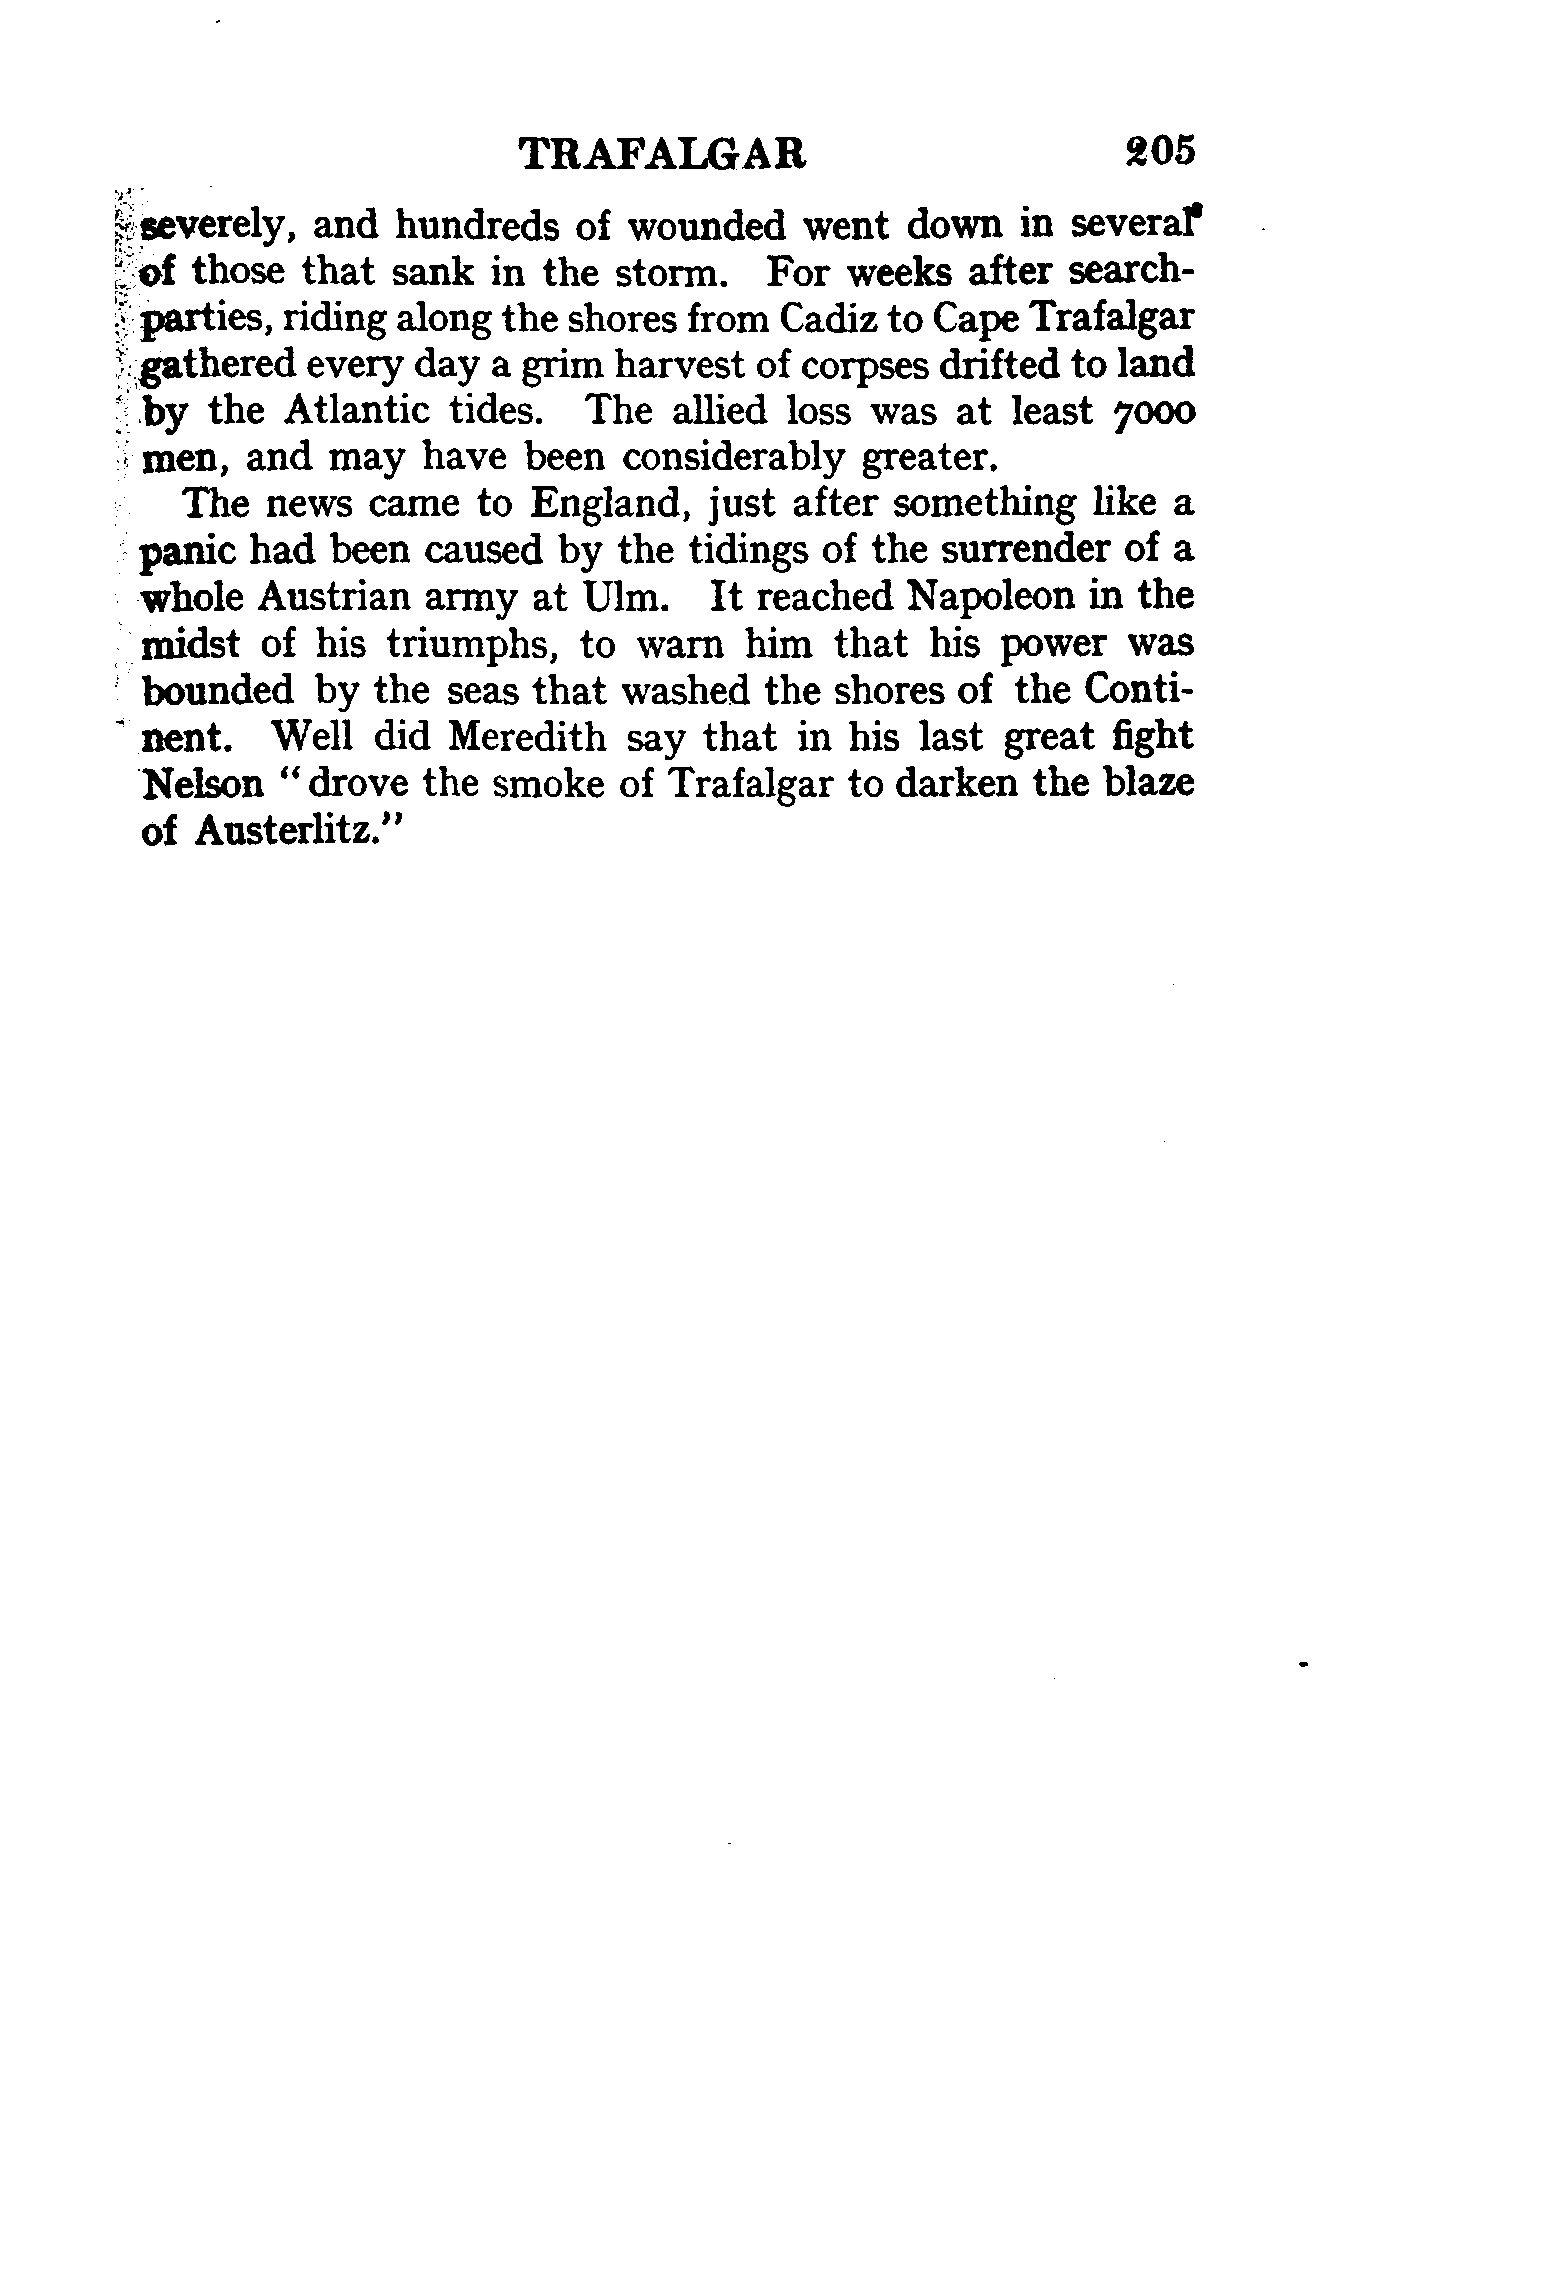 TRAFALGAR 205
severely, and hundreds of wounded went down in several
of those that sank in the storm. For weeks after search-
parties, riding along the shores from Cadiz to Cape Trafalgar
gathered every day a grim harvest of corpses drifted to land
by the Atlantic tides. The allied loss was at least 7000
men, and may have been considerably greater.
The news came to England, just after something like a
panic had been caused by the tidings of the surrender of a
whole Austrian army at Ulm. It reached Napoleon in the
midst of his triumphs, to warn him that his power was
bounded by the seas that washed the shores of the Conti-
nent. Well did Meredith say that in his last great fight
Nelson "drove the smoke of Trafalgar to darken the blaze
of Austerlitz."